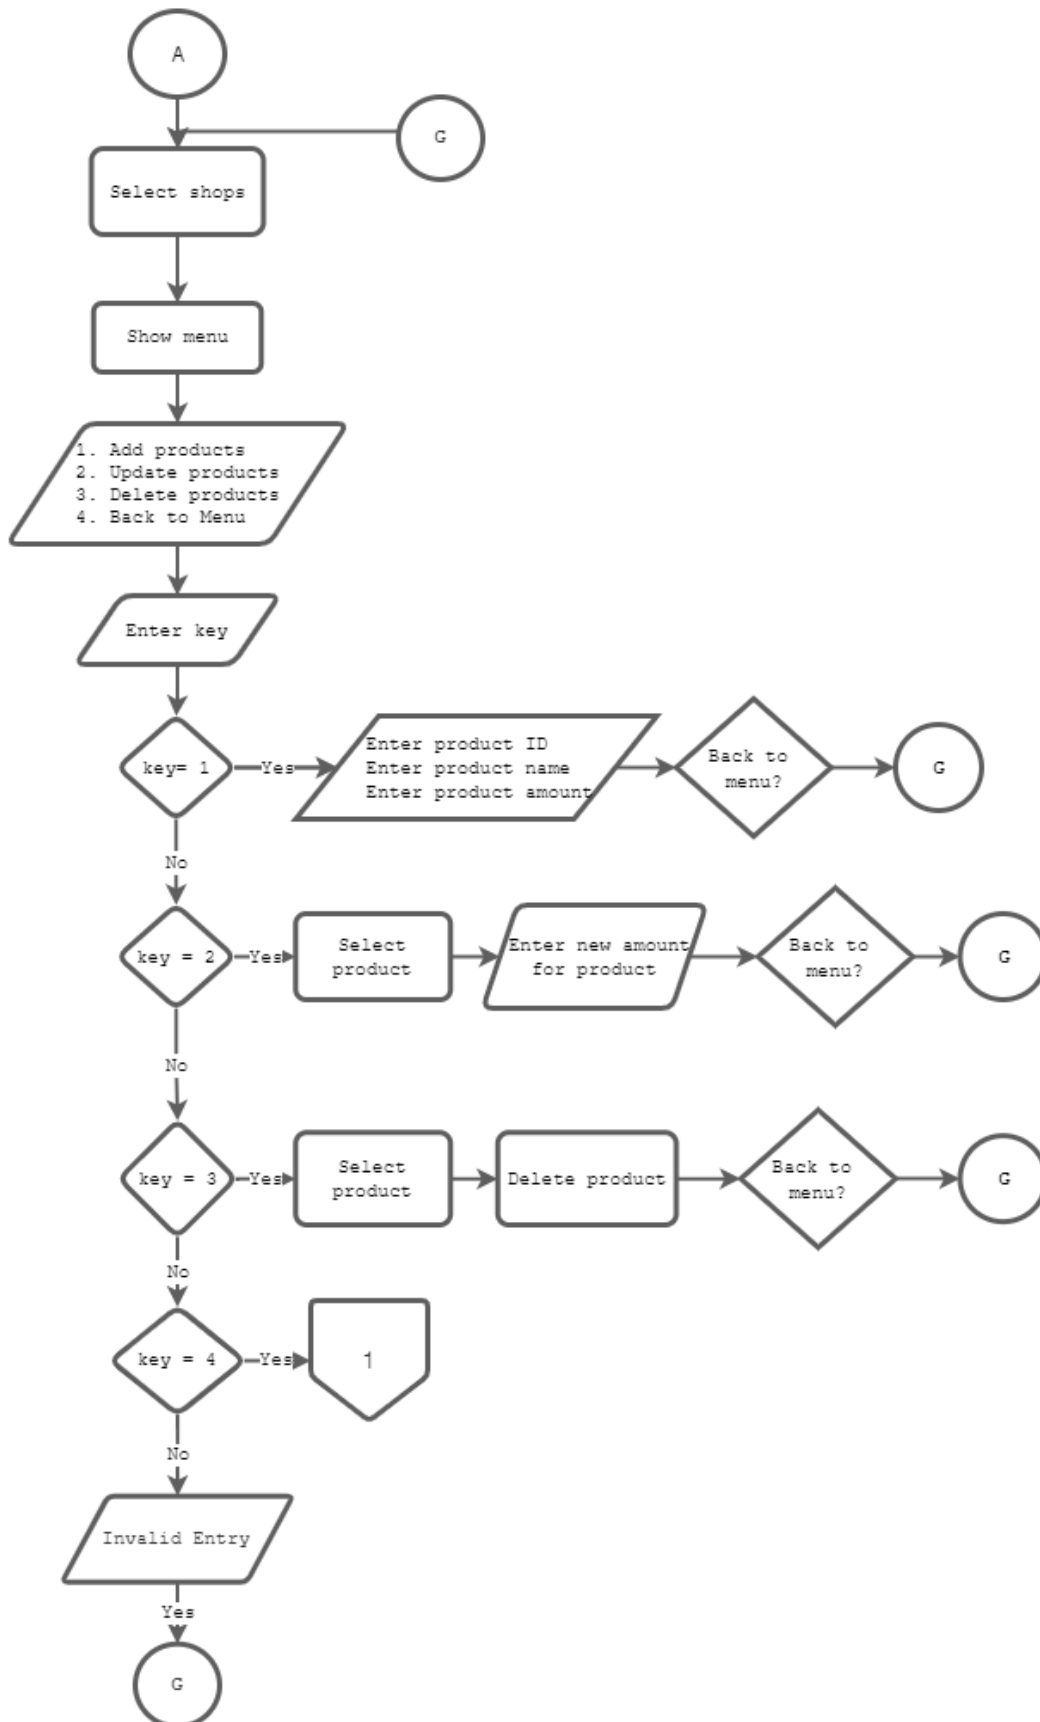 A
G
Select shops
Show menu
1. Add products
2. Update products
3. Delete products
4. Back to Menu
Enter key
key= 1
Yes
Enter product ID
Enter product name
Enter product amount
Back to
menu?
G
No
key = 2
Yes
Select
product
Enter new amount
for product
Back to
menu?
G
No
key = 3
Yes
Select
product
Delete product
Back to
menu?
G
No
key = 4
Yes
1
No
Invalid Entry
Yes
G